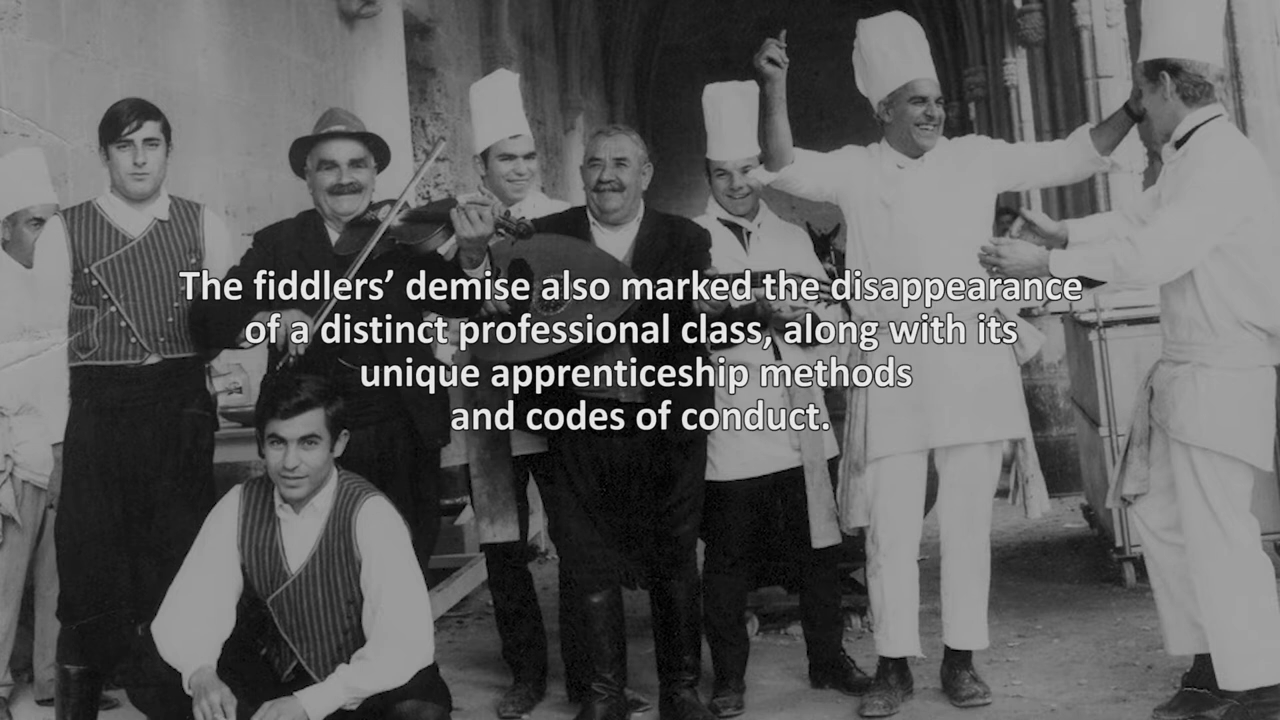 The fiddlers’ demise also marked the disappearance
of a distinct professional class, along with its
unique apprenticeship methods
and codes of conduct.